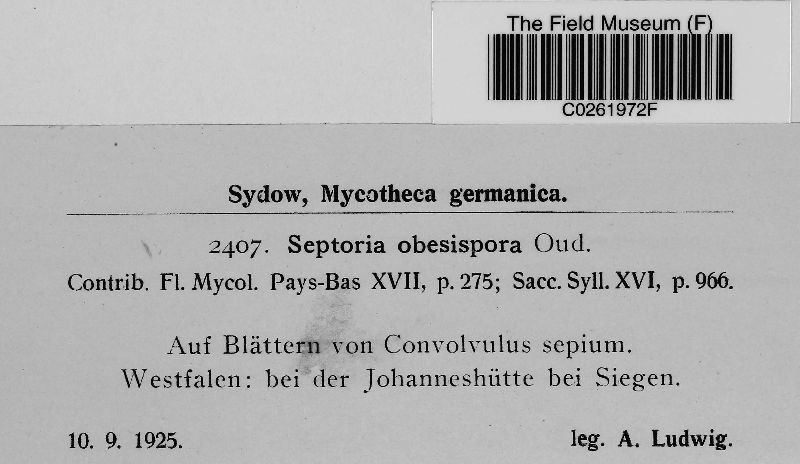 The Field Museum (F)
C0261972F
Sydow, Mycotheca germanica.
2407. Septoria obesispora Oud.
Contrib. Fl. Mycol. Pays-Bas XVII, p. 275; Sacc. Syll. XVI, p. 966.
Auf Blättern von Convolvulus sepium.
Westfalen: bei der Johanneshütte bei Siegen.
10. 9. 1925. leg. A. Ludwig.